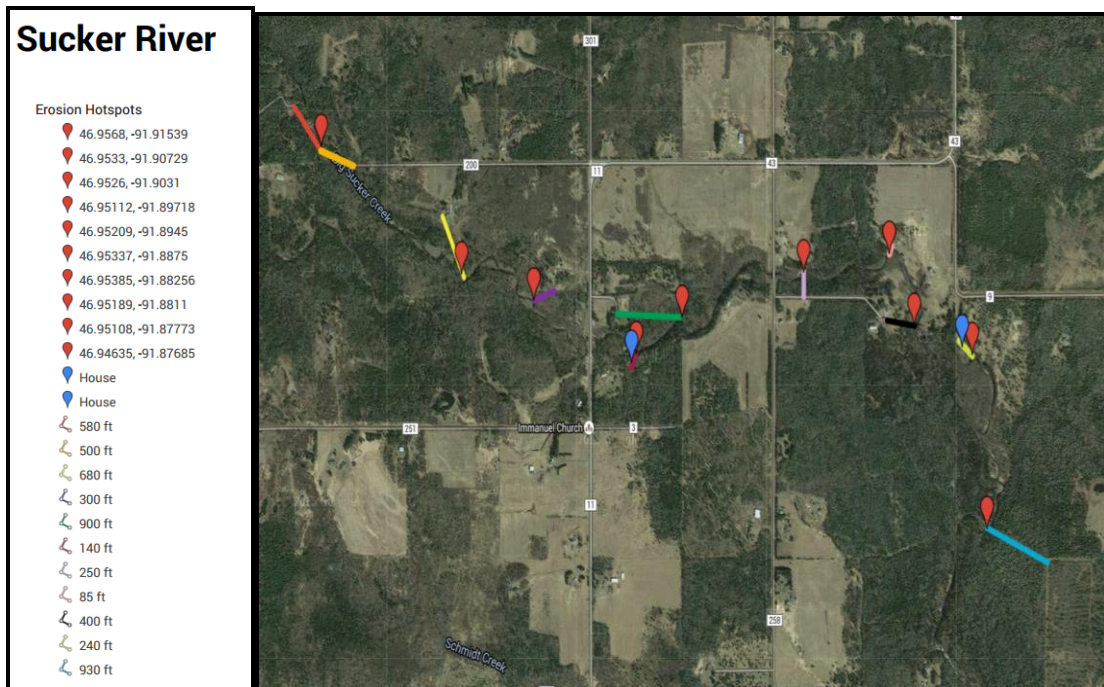 Sucker River
Erosion Hotspots
46.9568, -91.91539
46.9533, -91.90729
46.9526, -91.9031
46.95112, -91.89718
46.95209, -91.8945
46.95337, -91.8875
46.95385, -91.88256
46.95189, -91.8811
46.95108, -91.87773
46.94635, -91.87685
House
House
580 ft
500 ft
680 ft
300 ft
900 ft
140 ft
250 ft
85 ft
400 ft
240 ft
930 ft
301
43
200
11
43
Big Sucker Creek
9
251
Immanuel Church
3
11
258
Schmidt Creek